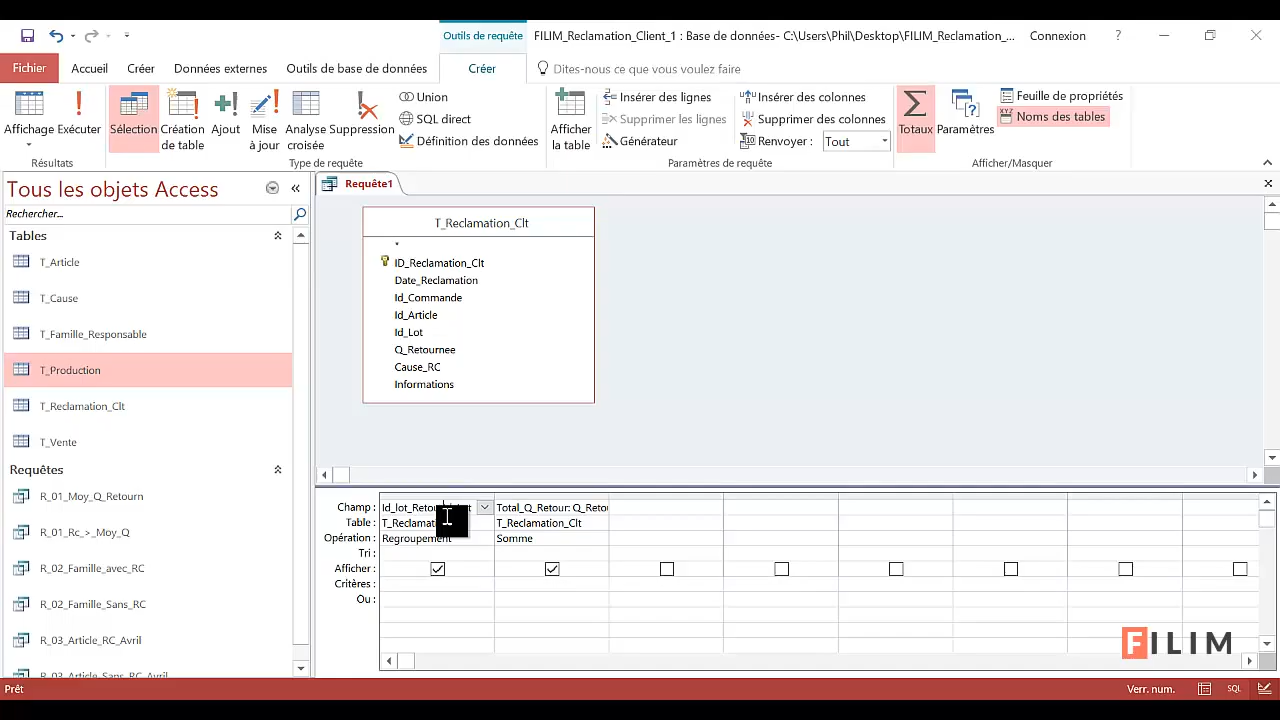 Outils de requête
FILIM_Reclamation_Client_1 : Base de données- C:\Users\Phil\Desktop\FILIM_Reclamation_...
Connexion
?
Fichier
Accueil
Créer
Données externes
Outils de base de données
Créer
Dites-nous ce que vous voulez faire
Affichage
Exécuter
Résultats
Sélection
Création
de table
Ajout
Mise
à jour
Analyse
croisée
Suppression
Union
SQL direct
Définition des données
Type de requête
Afficher
la table
Insérer des lignes
Supprimer les lignes
Générateur
Insérer des colonnes
Supprimer des colonnes
Renvoyer : Tout
Paramètres de requête
Totaux
Paramètres
Feuille de propriétés
Noms des tables
Afficher/Masquer
Tous les objets Access
Rechercher...
Tables
T_Article
T_Cause
T_Famille_Responsable
T_Production
T_Reclamation_Clt
T_Vente
Requêtes
R_01_Moy_Q_Retourn
R_01_Rc_>_Moy_Q
R_02_Famille_avec_RC
R_02_Famille_Sans_RC
R_03_Article_RC_Avril
R_03_Article_Sans_RC_Avril
Requête1
T_Reclamation_Clt
*
ID_Reclamation_Clt
Date_Reclamation
Id_Commande
Id_Article
Id_Lot
Q_Retournee
Cause_RC
Informations
Champ : Total_Q_Retour: Q_Retou
Table : T_Reclama T_Reclamation_Clt
Opération : Regroupement Somme
Tri :
Afficher :
Critères :
Ou :
FILIM
Prêt
Verr. num.
SQL